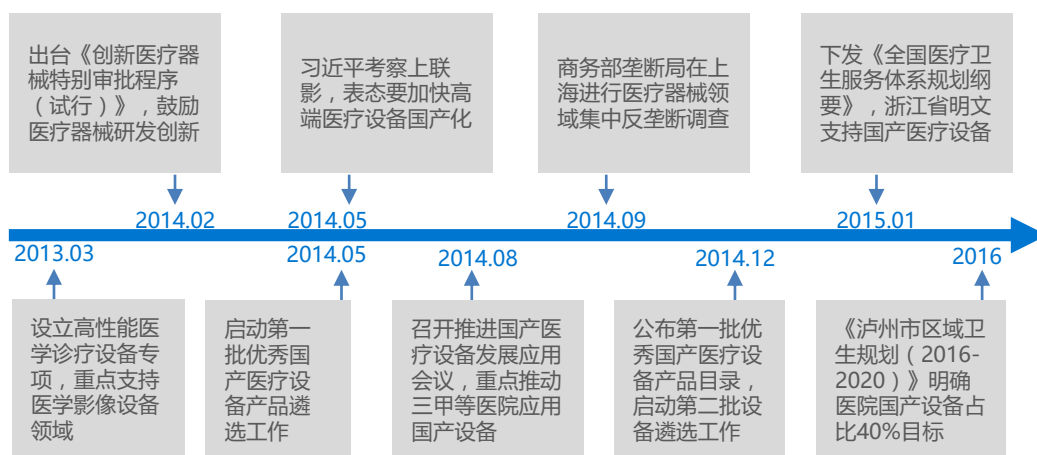 出台《创新医疗器
械特别审批程序
（试行）》，鼓励
医疗器械研发创新
习近平考察上联
影，表态要加快高
端医疗设备国产化
商务部垄断局在上
海进行医疗器械领
域集中反垄断调查
下发《全国医疗卫
生服务体系规划纲
要》，浙江省明文
支持国产医疗设备
2014.02
2014.05
2014.09
2015.01
2013.03
2014.05
2014.08
2014.12
2016
设立高性能医
学诊疗设备专
项，重点支持
医学影像设备
领域
启动第一
批优秀国
产医疗设
备产品遴
选工作
召开推进国产医
疗设备发展应用
会议，重点推动
三甲等医院应用
国产设备
公布第一批优
秀国产医疗设
备产品目录，
启动第二批设
备遴选工作
《泸州市区域卫
生规划（2016-
2020）》明确
医院国产设备占
比40%目标